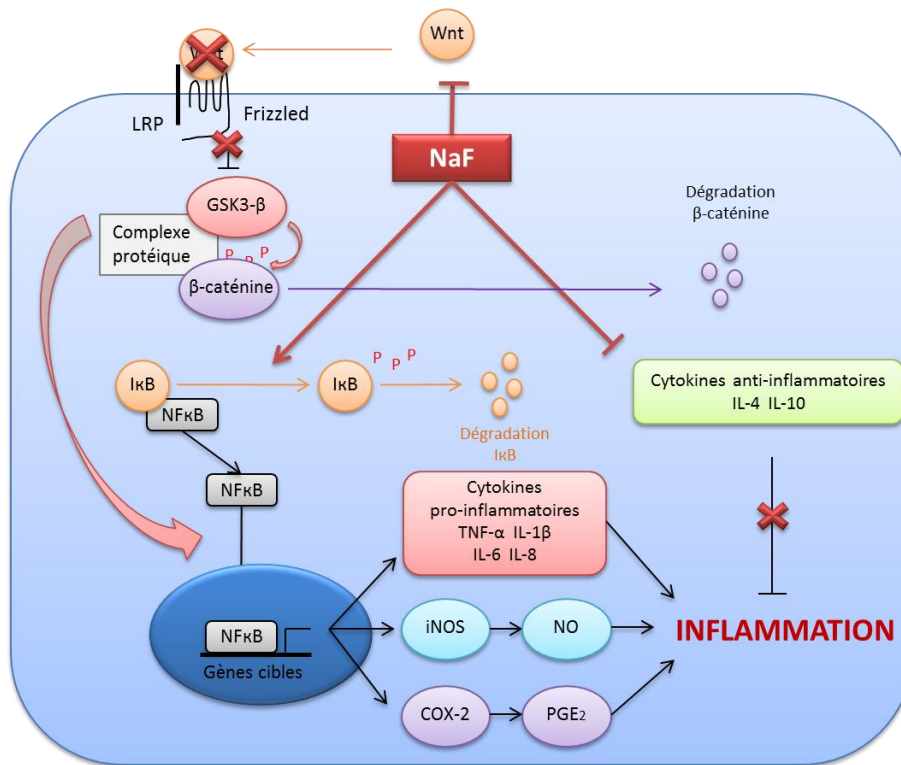 Wnt
Wnt
LRP
Frizzled
NaF
GSK3-β
Complexe
protéique
P P P
β-caténine
Dégradation
β-caténine
IκB
NFκB
IκB
P P P
Dégradation
IκB
Cytokines anti-inflammatoires
IL-4 IL-10
NFκB
Cytokines
pro-inflammatoires
TNF-α IL-1β
IL-6 IL-8
NFκB
Gènes cibles
iNOS
NO
INFLAMMATION
COX-2
PGE2